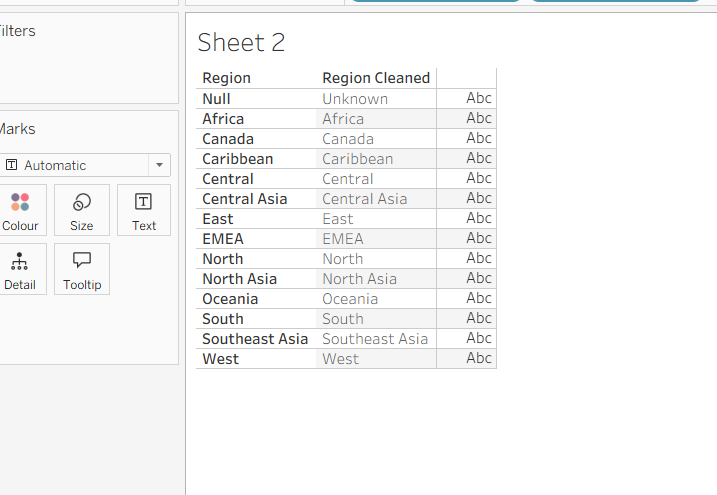 ilters
Sheet 2
Region Region Cleaned
Null Unknown Abc
Africa Africa Abc
Canada Canada Abc
Caribbean Caribbean Abc
Central Central Abc
Central Asia Central Asia Abc
East East Abc
EMEA EMEA Abc
North North Abc
North Asia North Asia Abc
Oceania Oceania Abc
South South Abc
Southeast Asia Southeast Asia Abc
West West Abc
Marks
Automatic
Colour Size Text
Detail Tooltip